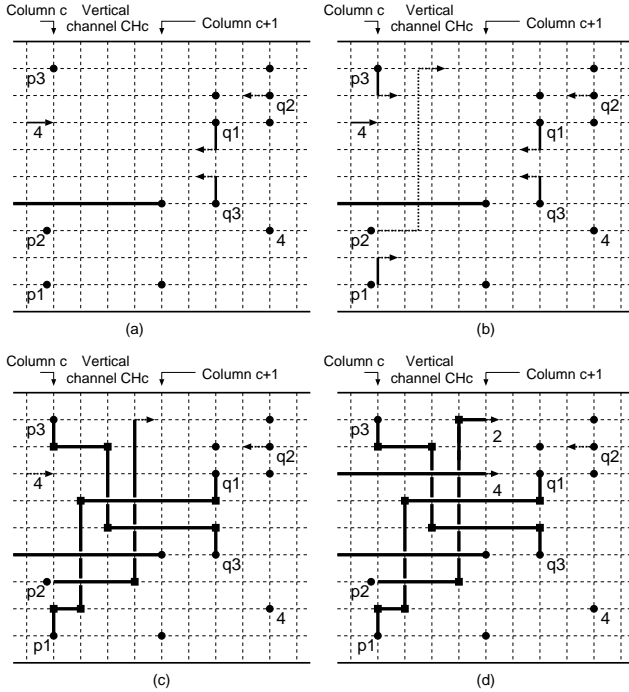 Column c Vertical channel CHc Column c+1 Column c Vertical channel CHc Column c+1
p3 p3
q2 q2
4 q1 4 q1
q3 q3
p2 4 p2 4
p1 p1
(a) (b)
Column c Vertical channel CHc Column c+1 Column c Vertical channel CHc Column c+1
p3 2 p3
q2 q2
4 q1 4 q1
q3 q3
p2 p2
4 4
p1 p1
(c) (d)